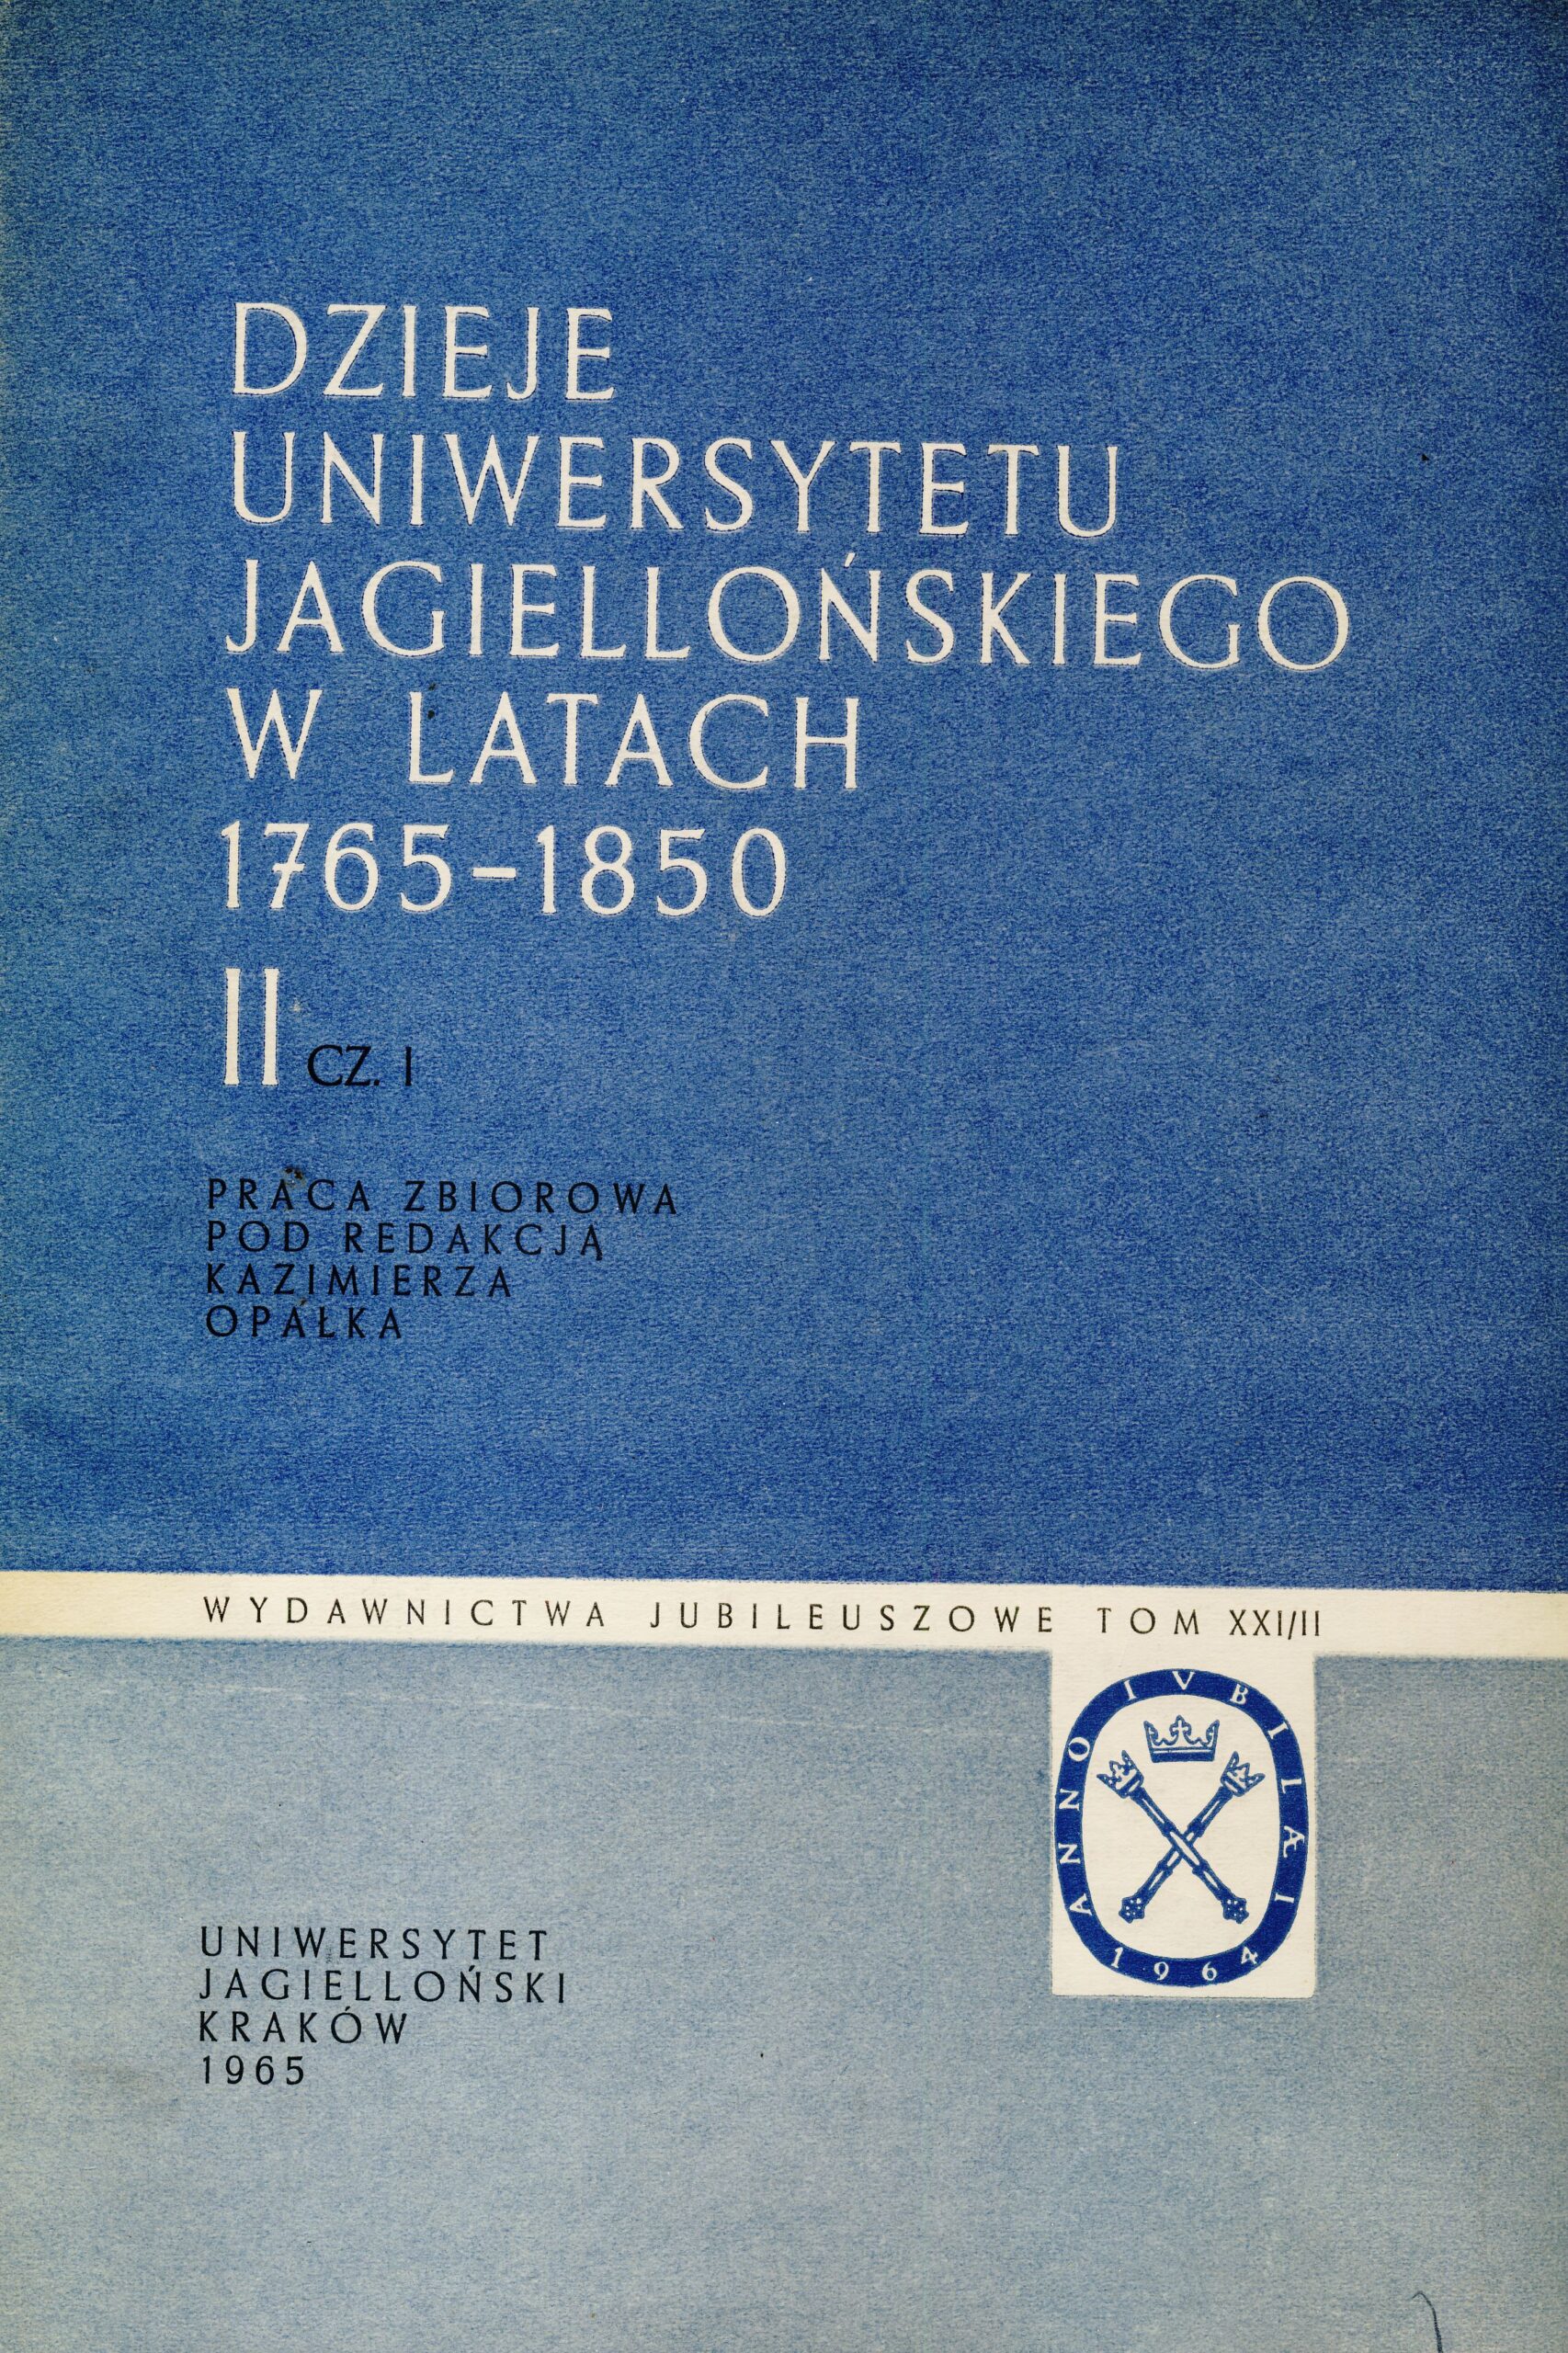 DZIEJE
UNIWERSYTETU
JAGIELLOŃSKIEGO
W LATACH
1765-1850
II CZ. I
PRACA ZBIOROWA
POD REDAKCJĄ
KAZIMIERZA
OPAŁKA
WYDAWNICTWA JUBILEUSZOWE TOM XXI/II
ANNO IVBILÆI
1964
UNIWERSYTET
JAGIELLOŃSKI
KRAKÓW
1965